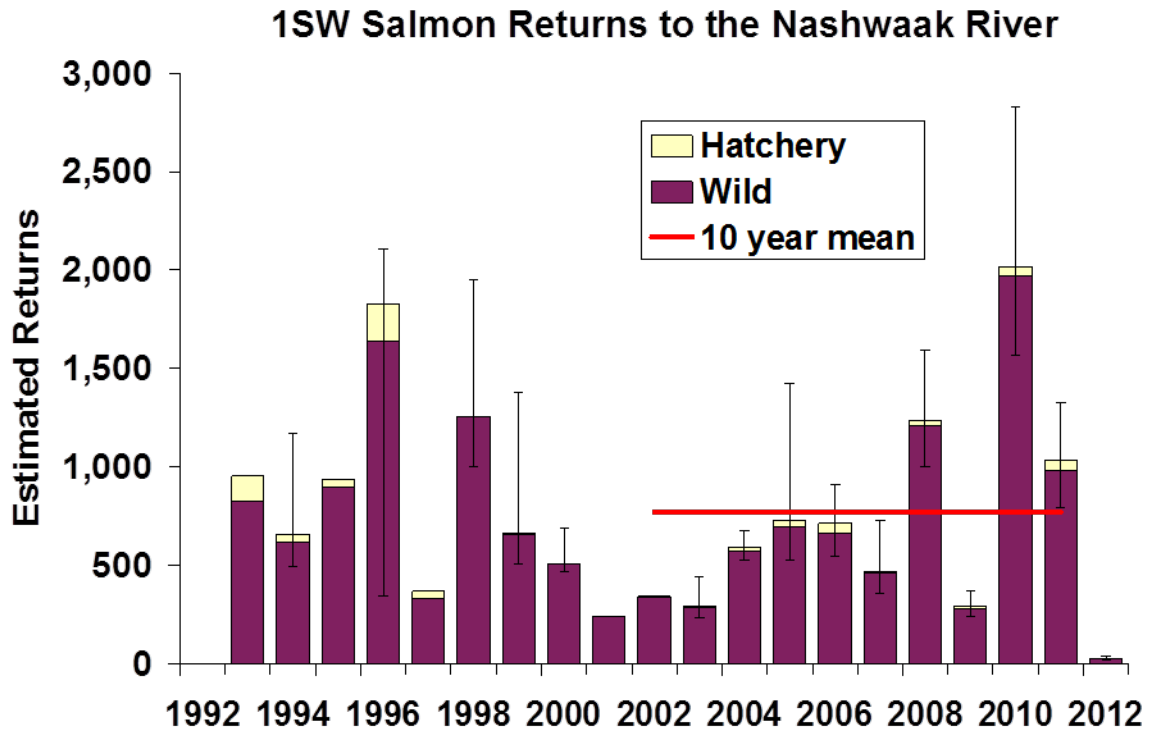 1SW Salmon Returns to the Nashwaak River
3,000
2,500
2,000
1,500
1,000
500
0
Estimated Returns
Hatchery
Wild
10 year mean
1992 1994 1996 1998 2000 2002 2004 2006 2008 2010 2012